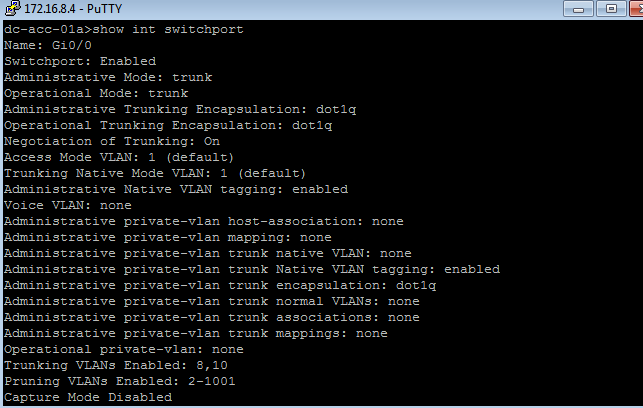 172.16.8.4 - PuTTY
dc-acc-01a>show int switchport
Name: Gi0/0
Switchport: Enabled
Administrative Mode: trunk
Operational Mode: trunk
Administrative Trunking Encapsulation: dot1q
Operational Trunking Encapsulation: dot1q
Negotiation of Trunking: On
Access Mode VLAN: 1 (default)
Trunking Native Mode VLAN: 1 (default)
Administrative Native VLAN tagging: enabled
Voice VLAN: none
Administrative private-vlan host-association: none
Administrative private-vlan mapping: none
Administrative private-vlan trunk native VLAN: none
Administrative private-vlan trunk Native VLAN tagging: enabled
Administrative private-vlan trunk encapsulation: dot1q
Administrative private-vlan trunk normal VLANs: none
Administrative private-vlan trunk associations: none
Administrative private-vlan trunk mappings: none
Operational private-vlan: none
Trunking VLANs Enabled: 8,10
Pruning VLANs Enabled: 2-1001
Capture Mode Disabled